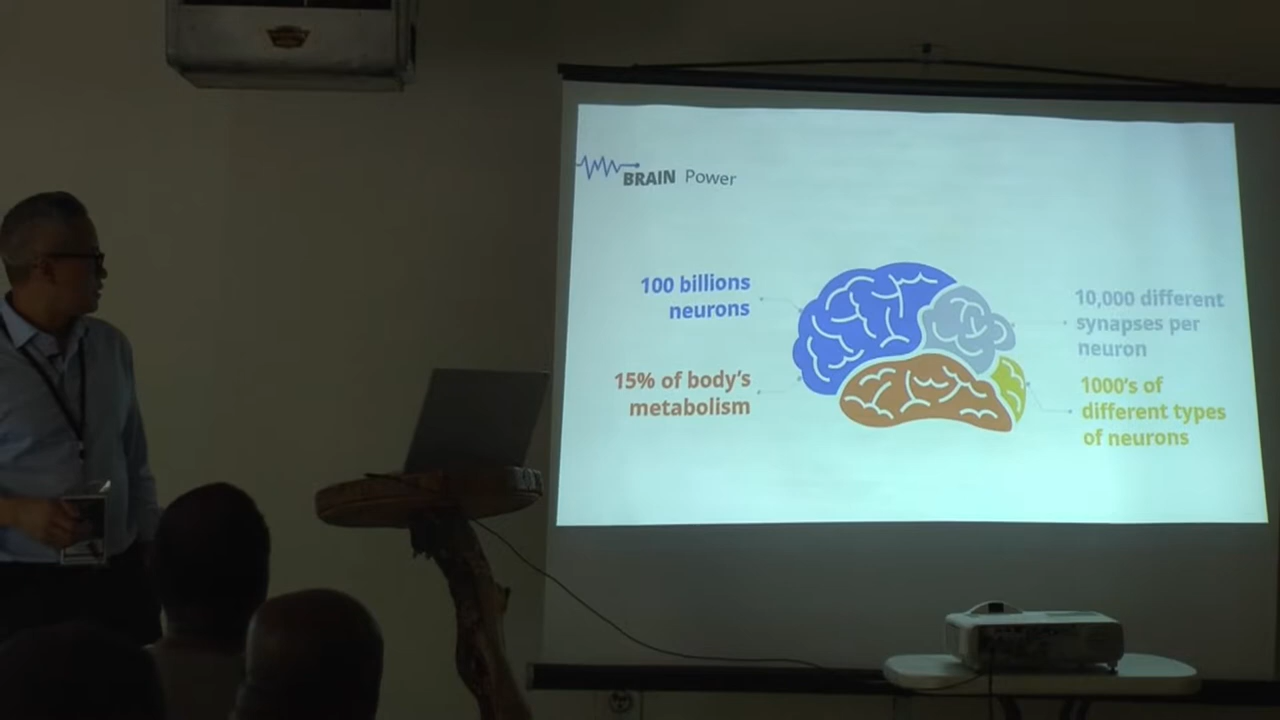 BRAIN Power
100 billions
neurons
15% of body's
metabolism
10,000 different
synapses per
neuron
1000's of
different types
of neurons